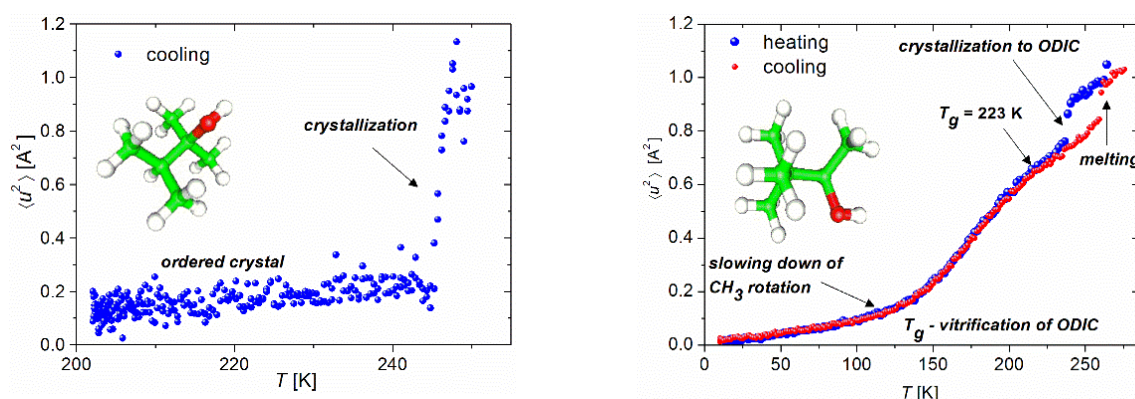 1.2
1.0
0.8
0.6
0.4
0.2
0.0
⟨u²⟩ [A²]
cooling
crystallization
ordered crystal
200
220
240
T [K]
1.2
1.0
0.8
0.6
0.4
0.2
0.0
⟨u²⟩ [A²]
heating
cooling
crystallization to ODIC
Tg = 223 K
melting
slowing down of
CH3 rotation
Tg - vitrification of ODIC
0
50
100
150
200
250
T [K]